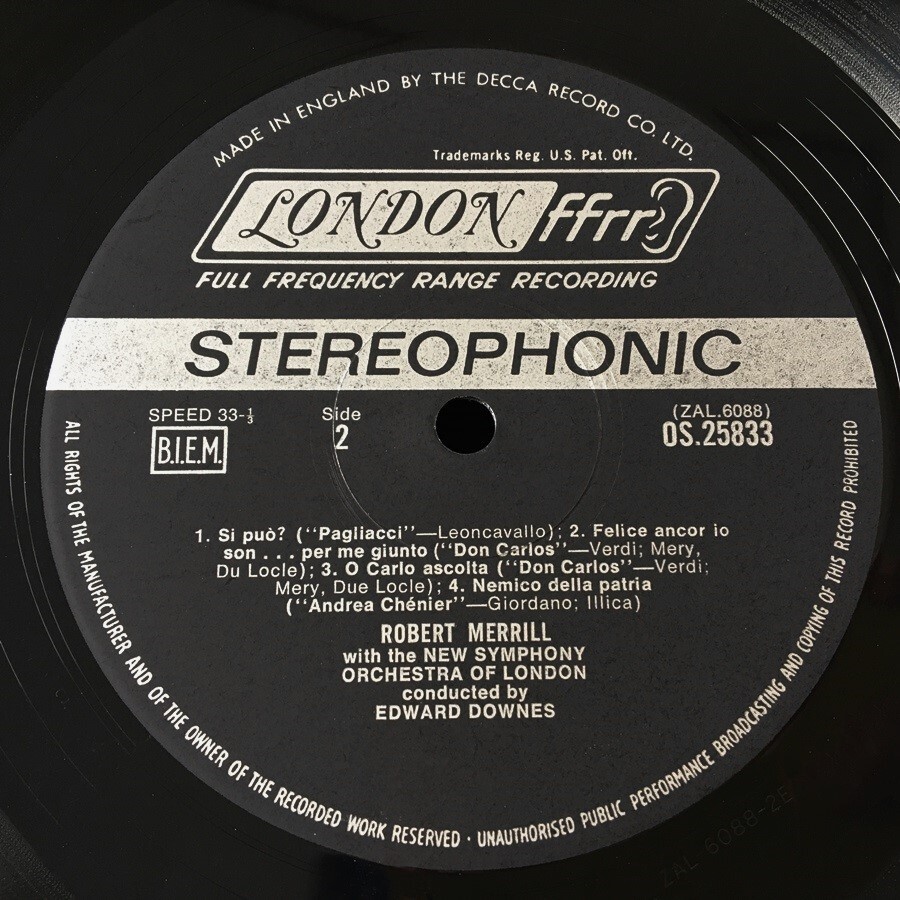 MADE IN ENGLAND BY THE DECCA RECORD CO. LTD.
Trademarks Reg. U.S. Pat. Oft.
LONDON ffrr
FULL FREQUENCY RANGE RECORDING
STEREOPHONIC
SPEED 33-⅓ Side (ZAL.6088)
B.I.E.M. 2 OS.25833
1. Si può? (“Pagliacci”—Leoncavallo); 2. Felice ancor io
son . . . per me giunto (“Don Carlos”—Verdi; Mery,
Du Locle); 3. O Carlo ascolta (“Don Carlos”—Verdi;
Mery, Due Locle); 4. Nemico della patria
(“Andrea Chénier”—Giordano; Illica)
ROBERT MERRILL
with the NEW SYMPHONY
ORCHESTRA OF LONDON
conducted by
EDWARD DOWNES
ALL RIGHTS OF THE MANUFACTURER AND OF THE OWNER OF THE RECORDED WORK RESERVED · UNAUTHORISED PUBLIC PERFORMANCE BROADCASTING AND COPYING OF THIS RECORD PROHIBITED
ZAL 6088-2E